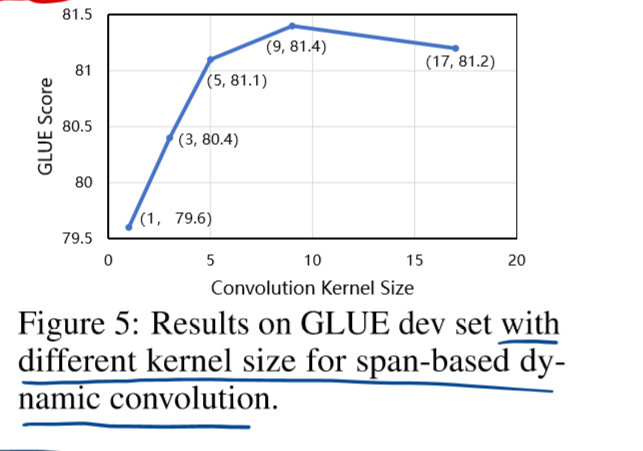 81.5
(9, 81.4)
(17, 81.2)
81
(5, 81.1)
80.5
(3, 80.4)
80
(1, 79.6)
79.5
GLUE Score
0 5 10 15 20
Convolution Kernel Size
Figure 5: Results on GLUE dev set with
different kernel size for span-based dy-
namic convolution.